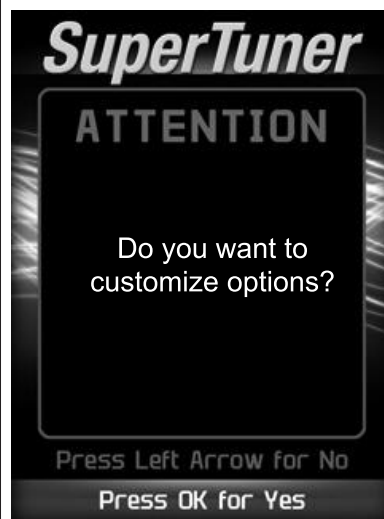 SuperTuner
ATTENTION
Do you want to
customize options?
Press Left Arrow for No
Press OK for Yes